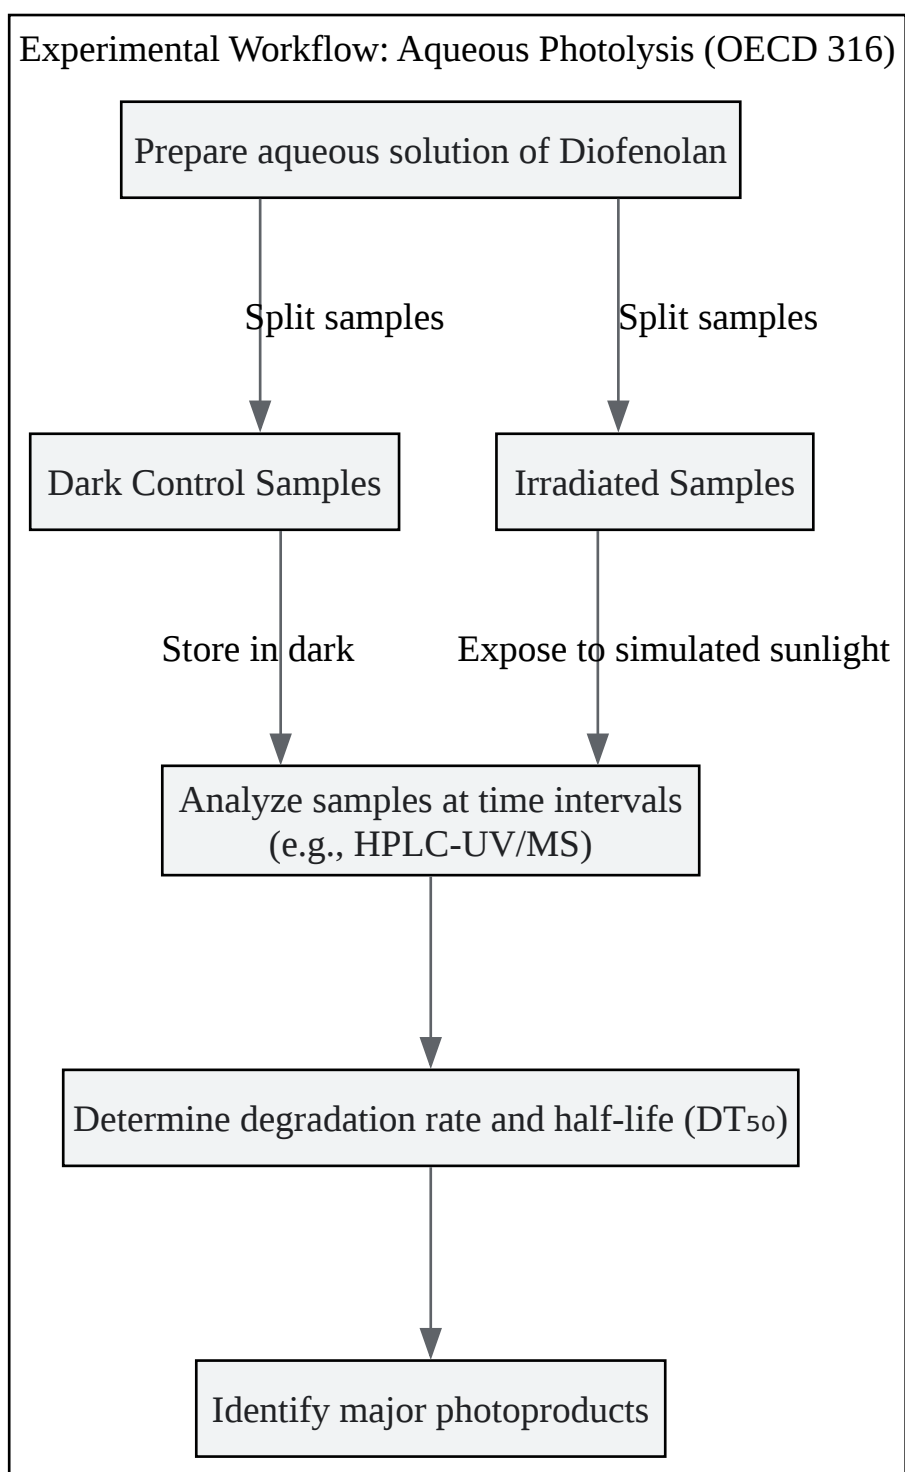 Experimental Workflow: Aqueous Photolysis (OECD 316)
Prepare aqueous solution of Diofenolan
Split samples
Split samples
Dark Control Samples
Irradiated Samples
Store in dark
Expose to simulated sunlight
Analyze samples at time intervals
(e.g., HPLC-UV/MS)
Determine degradation rate and half-life (DT₅₀)
Identify major photoproducts